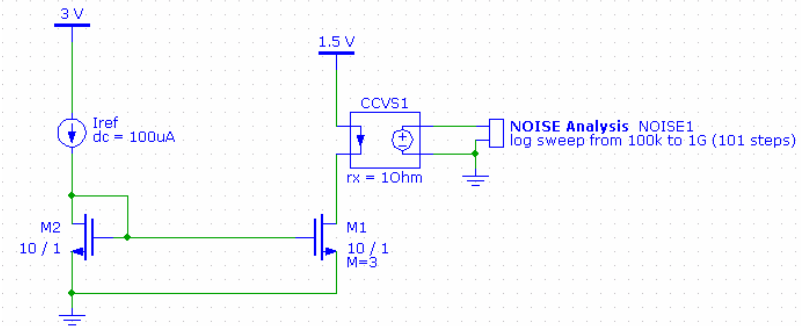 3 V
1.5 V
CCVS1
Iref
dc = 100uA
NOISE Analysis NOISE1
log sweep from 100k to 1G (101 steps)
rx = 1Ohm
M2
10 / 1
M1
10 / 1
M=3